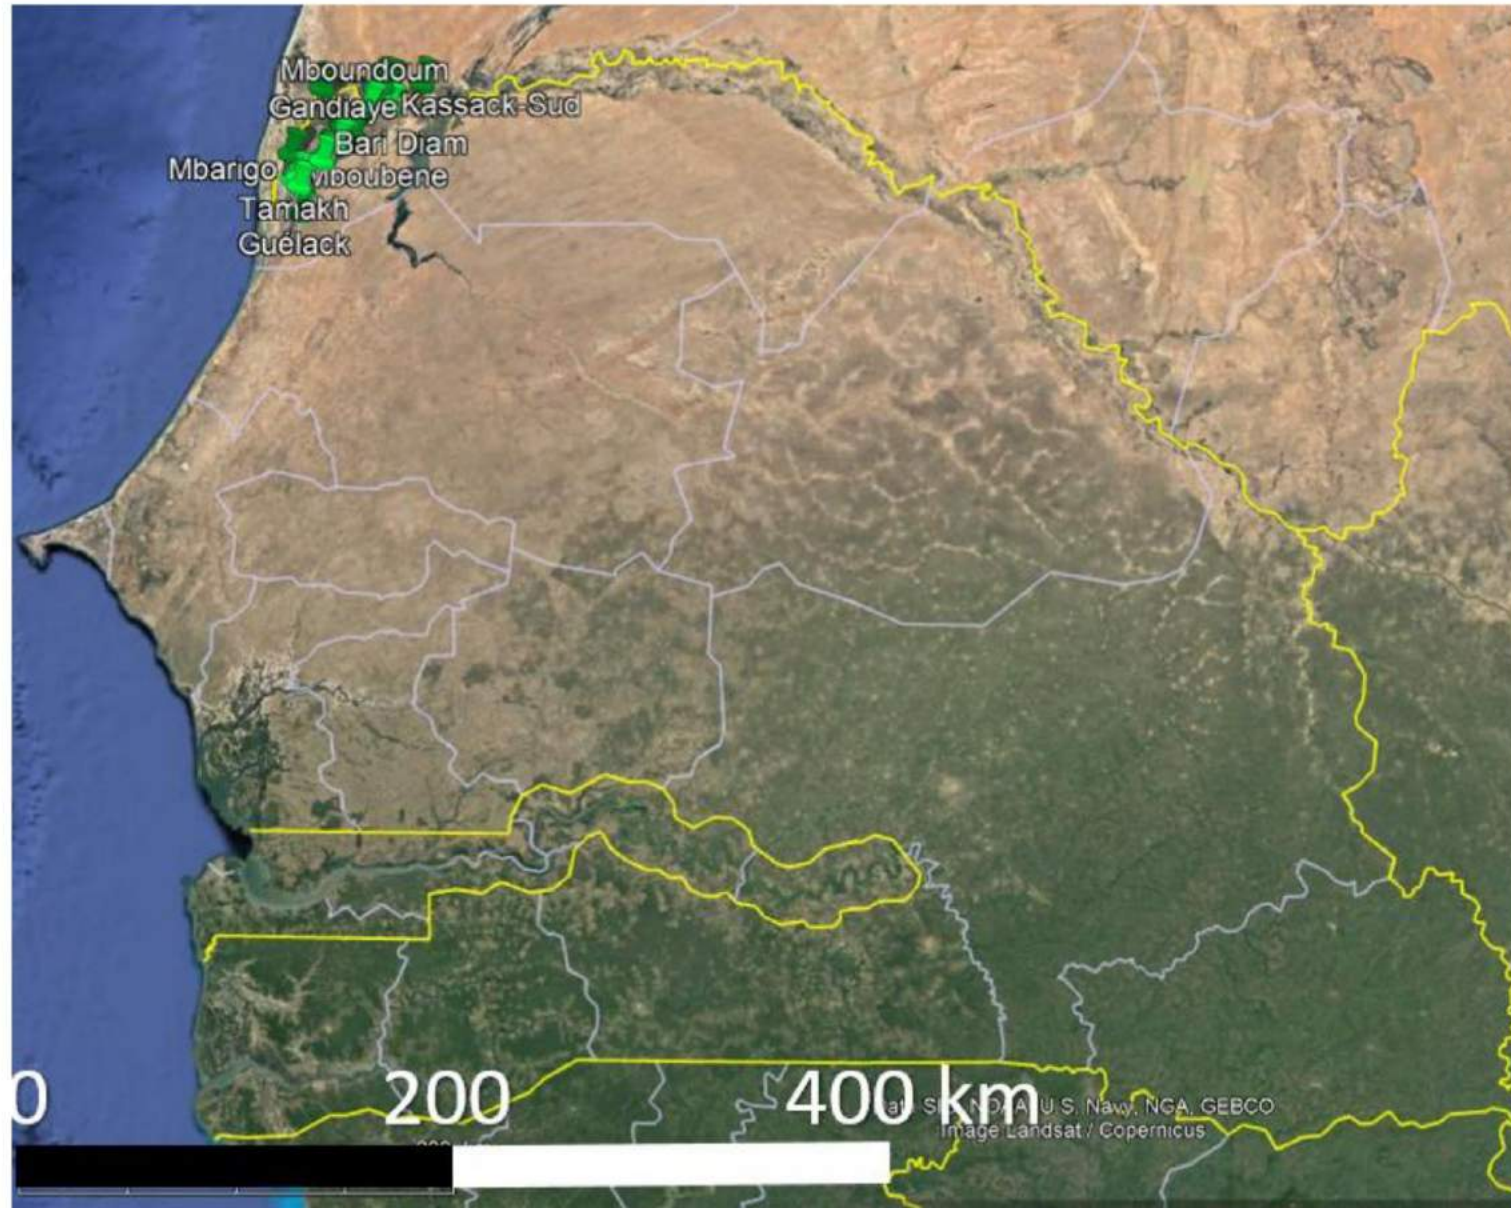 Mboundoum
Gandiaye Kassack-Sud
Bari Diam
Mbarigo Mboubene
Tamakh
Guélack
0 200 400 km
U.S. Navy, NGA, GEBCO
Image Landsat / Copernicus